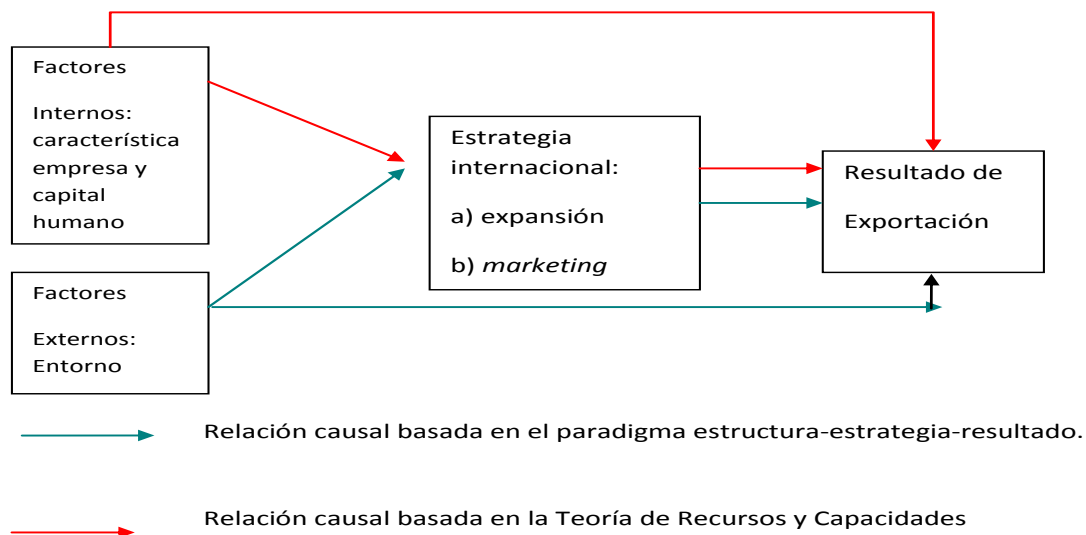 Factores
Internos:
característica
empresa y
capital
humano
Estrategia
internacional:
a) expansión
b) marketing
Resultado de
Exportación
Factores
Externos:
Entorno
Relación causal basada en el paradigma estructura-estrategia-resultado.
Relación causal basada en la Teoría de Recursos y Capacidades